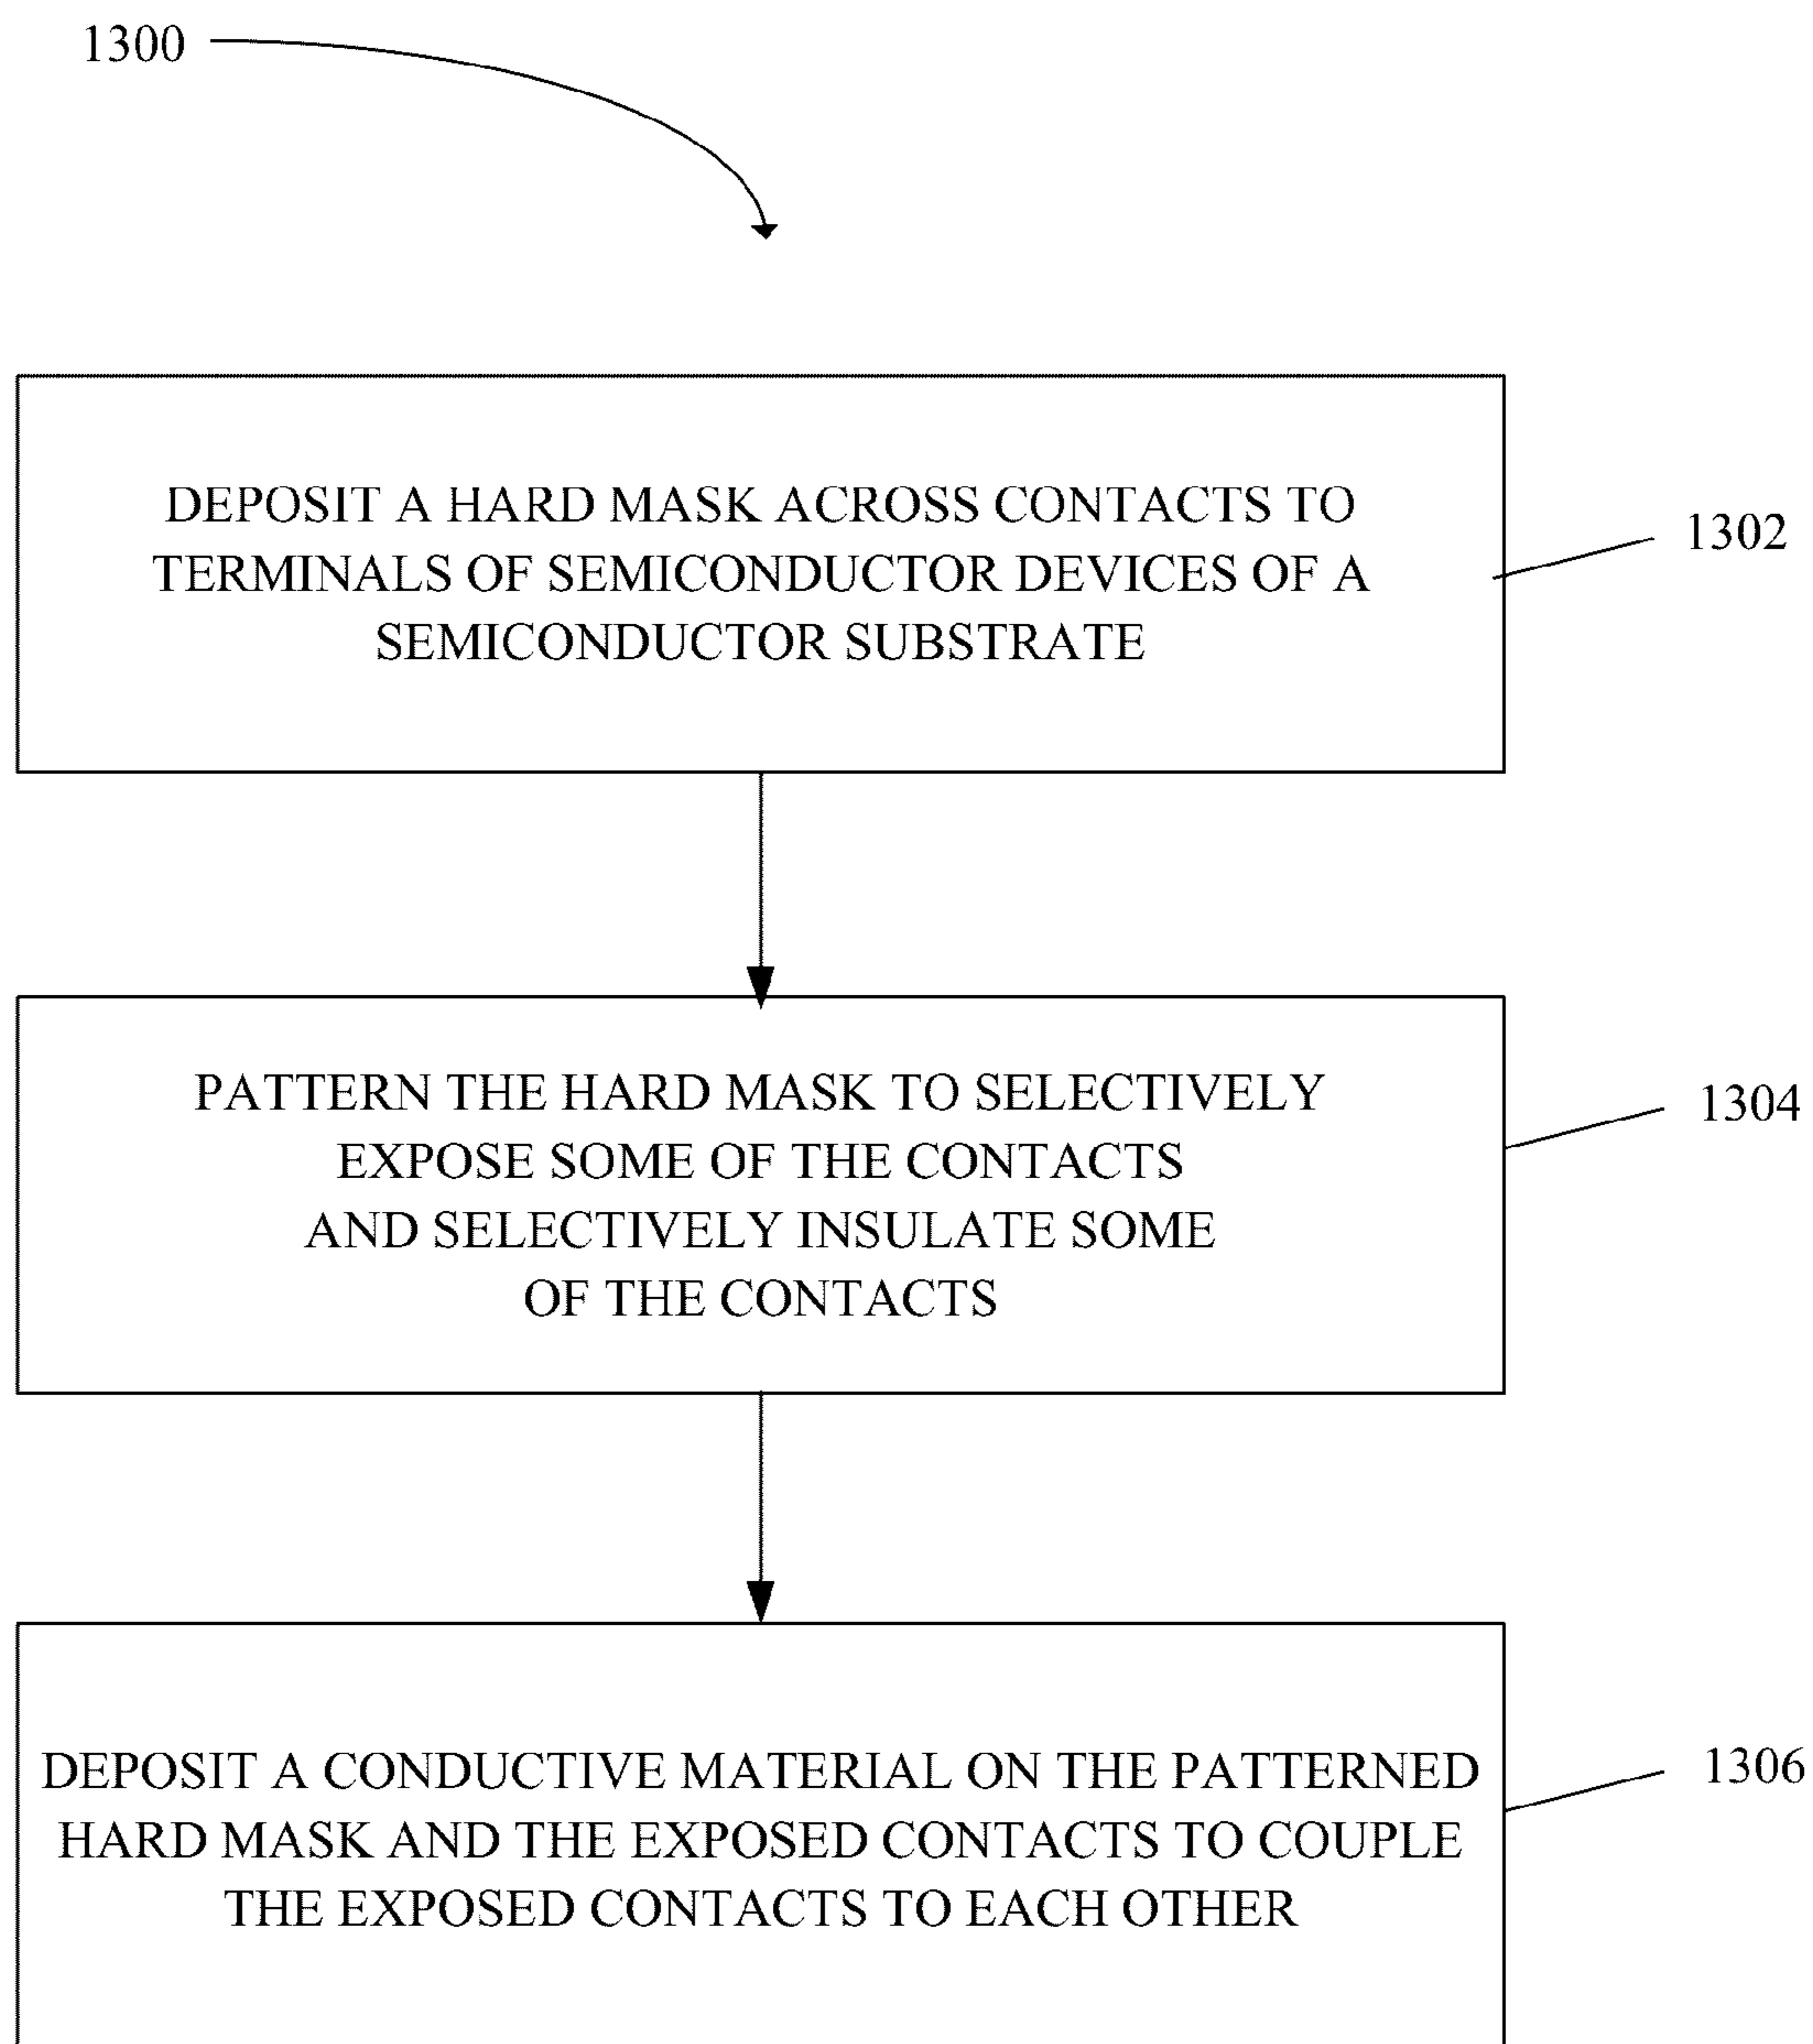 1300
DEPOSIT A HARD MASK ACROSS CONTACTS TO
TERMINALS OF SEMICONDUCTOR DEVICES OF A
SEMICONDUCTOR SUBSTRATE
1302
PATTERN THE HARD MASK TO SELECTIVELY
EXPOSE SOME OF THE CONTACTS
AND SELECTIVELY INSULATE SOME
OF THE CONTACTS
1304
DEPOSIT A CONDUCTIVE MATERIAL ON THE PATTERNED
HARD MASK AND THE EXPOSED CONTACTS TO COUPLE
THE EXPOSED CONTACTS TO EACH OTHER
1306